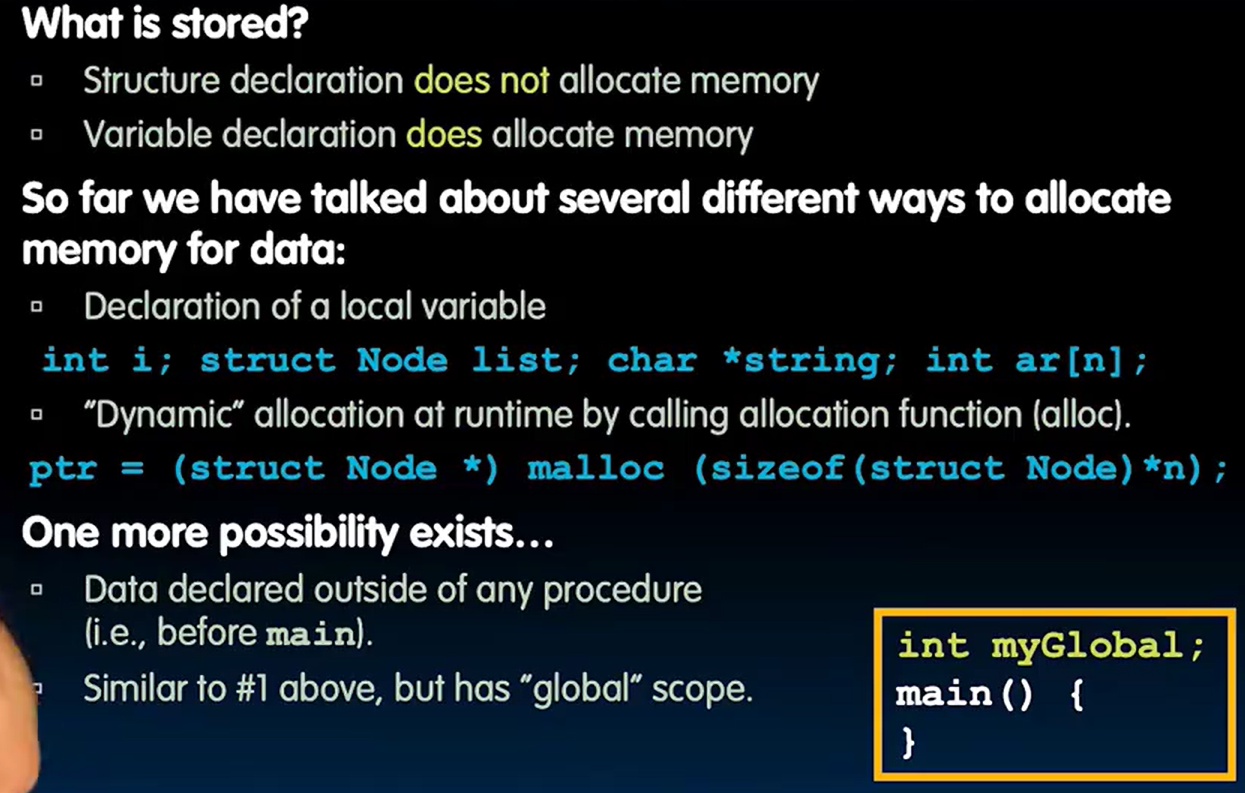 What is stored?
▫ Structure declaration does not allocate memory
▫ Variable declaration does allocate memory
So far we have talked about several different ways to allocate
memory for data:
▫ Declaration of a local variable
int i; struct Node list; char *string; int ar[n];
▫ ”Dynamic” allocation at runtime by calling allocation function (alloc).
ptr = (struct Node *) malloc (sizeof(struct Node)*n);
One more possibility exists…
▫ Data declared outside of any procedure
(i.e., before main).
▫ Similar to #1 above, but has ”global” scope.
int myGlobal;
main() {
}